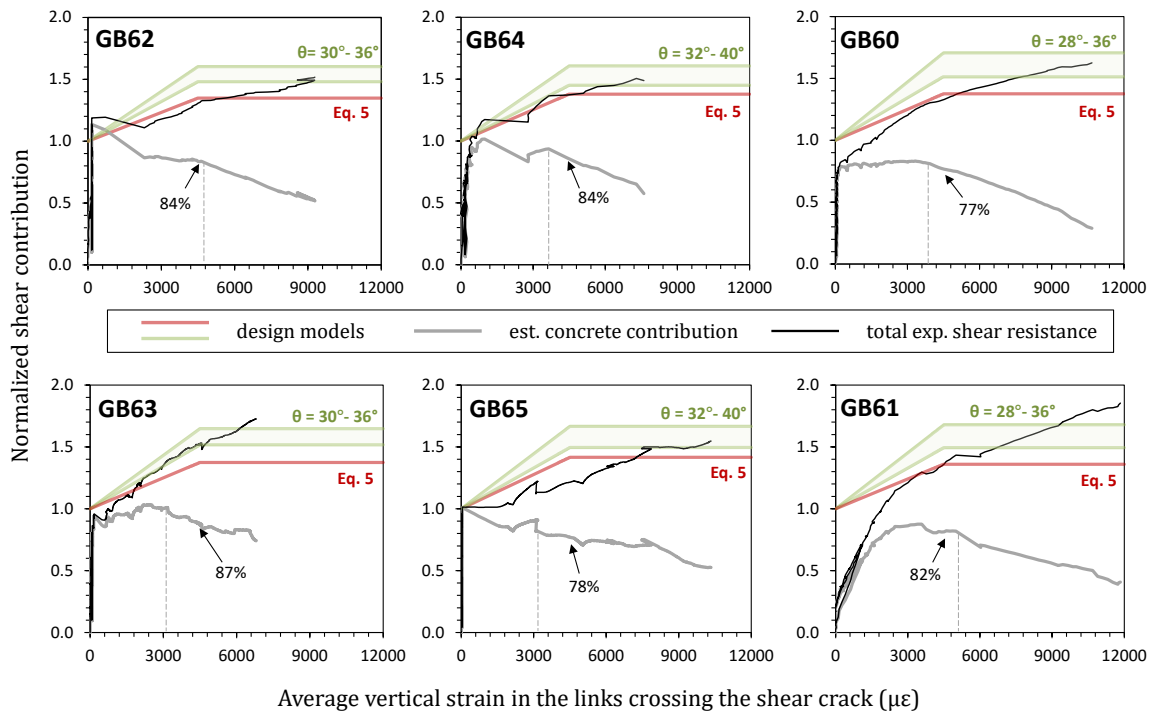 GB62
θ = 30°- 36°
Eq. 5
84%
2.0
1.5
1.0
0.5
0.0
0 3000 6000 9000 12000
GB64
θ = 32°- 40°
Eq. 5
84%
2.0
1.5
1.0
0.5
0.0
0 3000 6000 9000 12000
GB60
θ = 28°- 36°
Eq. 5
77%
2.0
1.5
1.0
0.5
0.0
0 3000 6000 9000 12000
Normalized shear contribution
design models est. concrete contribution total exp. shear resistance
GB63
θ = 30°- 36°
Eq. 5
87%
2.0
1.5
1.0
0.5
0.0
0 3000 6000 9000 12000
GB65
θ = 32°- 40°
Eq. 5
78%
2.0
1.5
1.0
0.5
0.0
0 3000 6000 9000 12000
GB61
θ = 28°- 36°
Eq. 5
82%
2.0
1.5
1.0
0.5
0.0
0 3000 6000 9000 12000
Average vertical strain in the links crossing the shear crack (με)